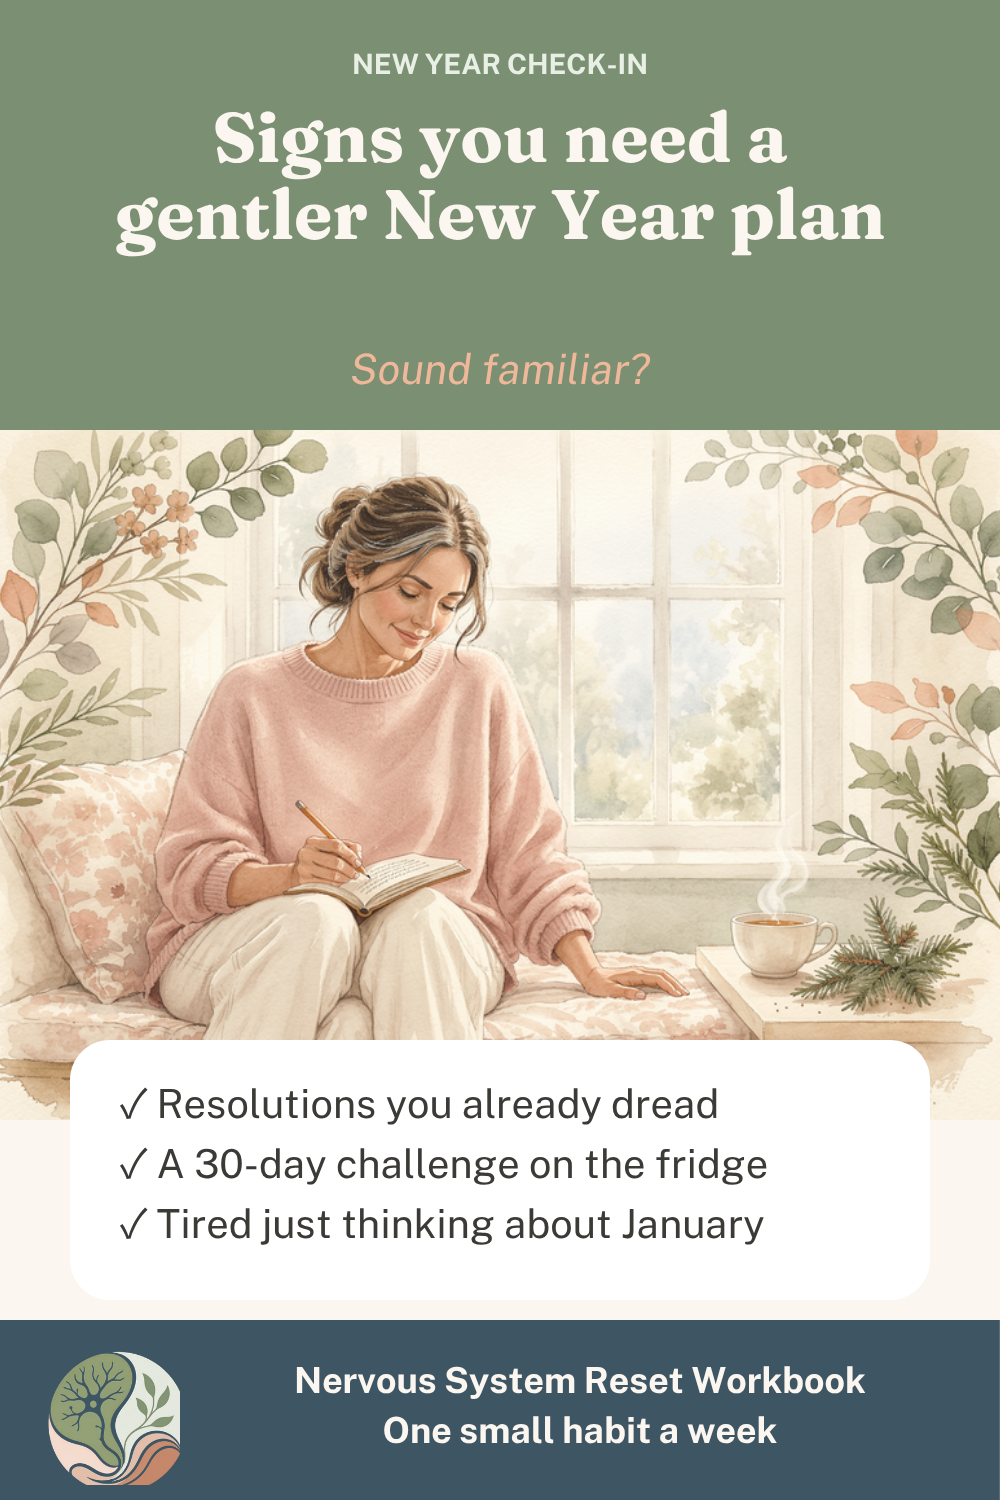 NEW YEAR CHECK-IN
Signs you need a
gentler New Year plan
Sound familiar?
✓ Resolutions you already dread
✓ A 30-day challenge on the fridge
✓ Tired just thinking about January
Nervous System Reset Workbook
One small habit a week